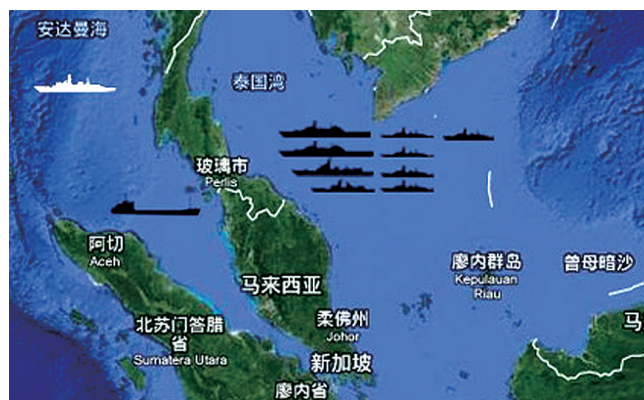 安达曼海
泰国湾
玻璃市
Perlis
阿切
Aceh
马来西亚
廖内群岛
Kepulauan
Riau
曾母暗沙
北苏门答腊
省
Sumatera Utara
柔佛州
Johor
马
新加坡
廖内省